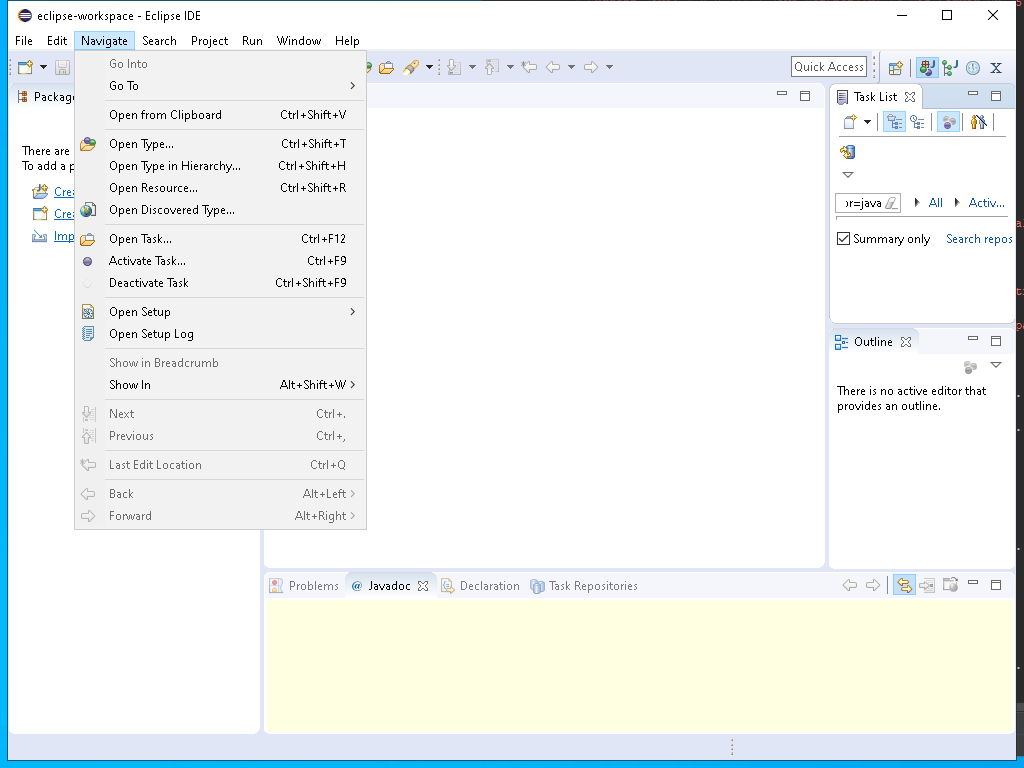 eclipse-workspace - Eclipse IDE
File Edit Navigate Search Project Run Window Help
Quick Access
Go Into
Go To
Open from Clipboard Ctrl+Shift+V
Open Type... Ctrl+Shift+T
Open Type in Hierarchy... Ctrl+Shift+H
Open Resource... Ctrl+Shift+R
Open Discovered Type...
Open Task... Ctrl+F12
Activate Task... Ctrl+F9
Deactivate Task Ctrl+Shift+F9
Open Setup
Open Setup Log
Show in Breadcrumb
Show In Alt+Shift+W
Next Ctrl+.
Previous Ctrl+,
Last Edit Location Ctrl+Q
Back Alt+Left
Forward Alt+Right
Packag
There are
To add a p
Crea
Crea
Imp
Task List
or=java All Activ...
Summary only Search repos
Outline
There is no active editor that
provides an outline.
Problems @ Javadoc Declaration Task Repositories